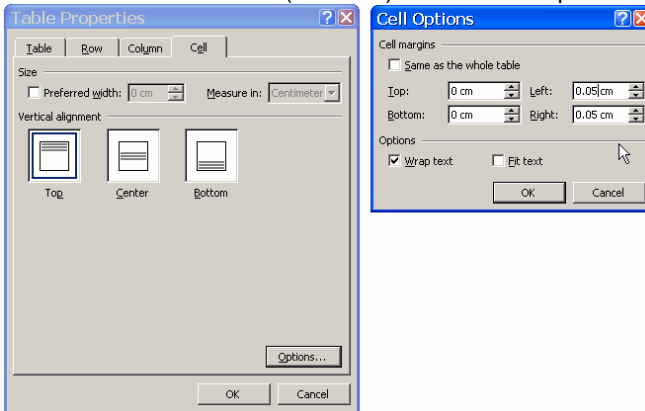 Table Properties
Table Row Column Cell
Size
Preferred width: 0 cm Measure in: Centimeter
Vertical alignment
Top Center Bottom
Options...
OK Cancel
Cell Options
Cell margins
Same as the whole table
Top: 0 cm Left: 0.05 cm
Bottom: 0 cm Right: 0.05 cm
Options
Wrap text Fit text
OK Cancel